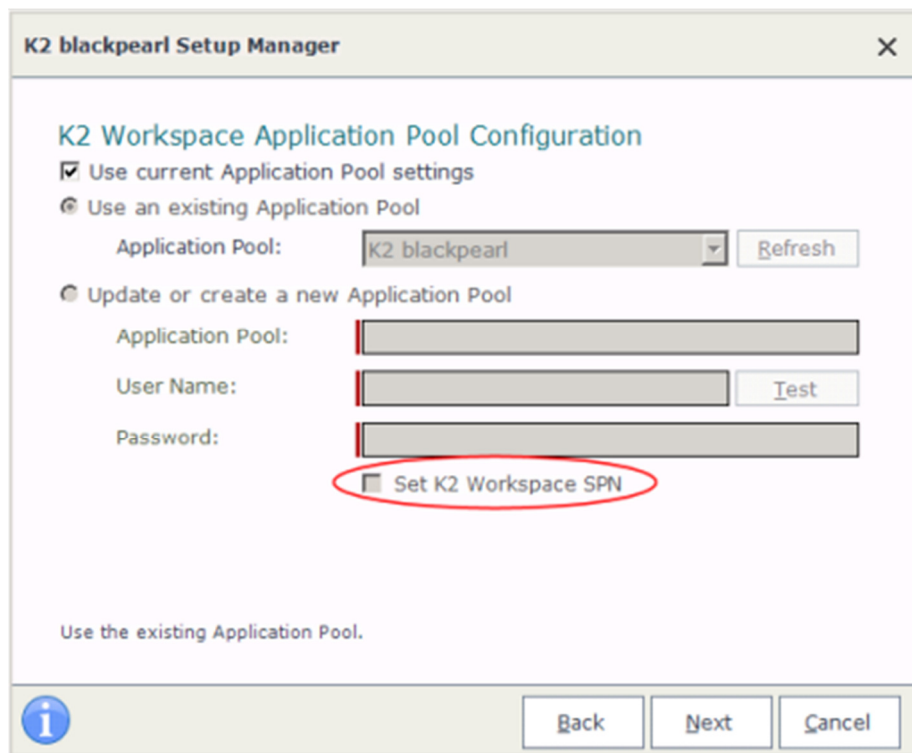 K2 blackpearl Setup Manager
K2 Workspace Application Pool Configuration
Use current Application Pool settings
Use an existing Application Pool
Application Pool: K2 blackpearl Refresh
Update or create a new Application Pool
Application Pool:
User Name: Test
Password:
Set K2 Workspace SPN
Use the existing Application Pool.
i Back Next Cancel